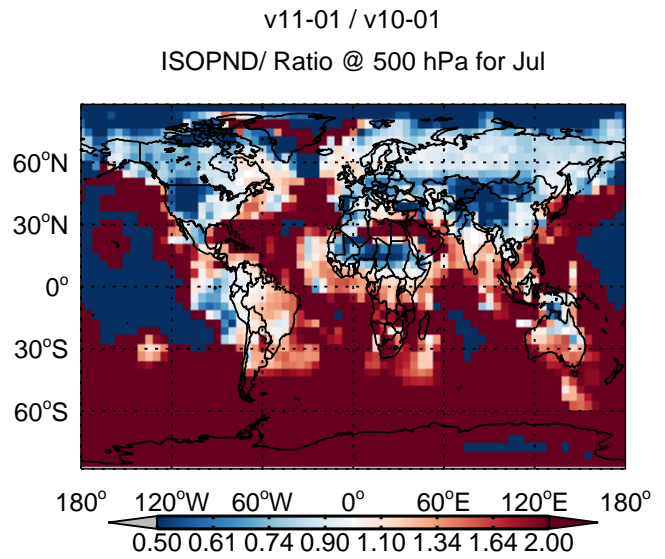 v11-01 / v10-01
ISOPND/ Ratio @ 500 hPa for Jul
60°N
30°N
0°
30°S
60°S
180° 120°W 60°W 0° 60°E 120°E 180°
0.50 0.61 0.74 0.90 1.10 1.34 1.64 2.00